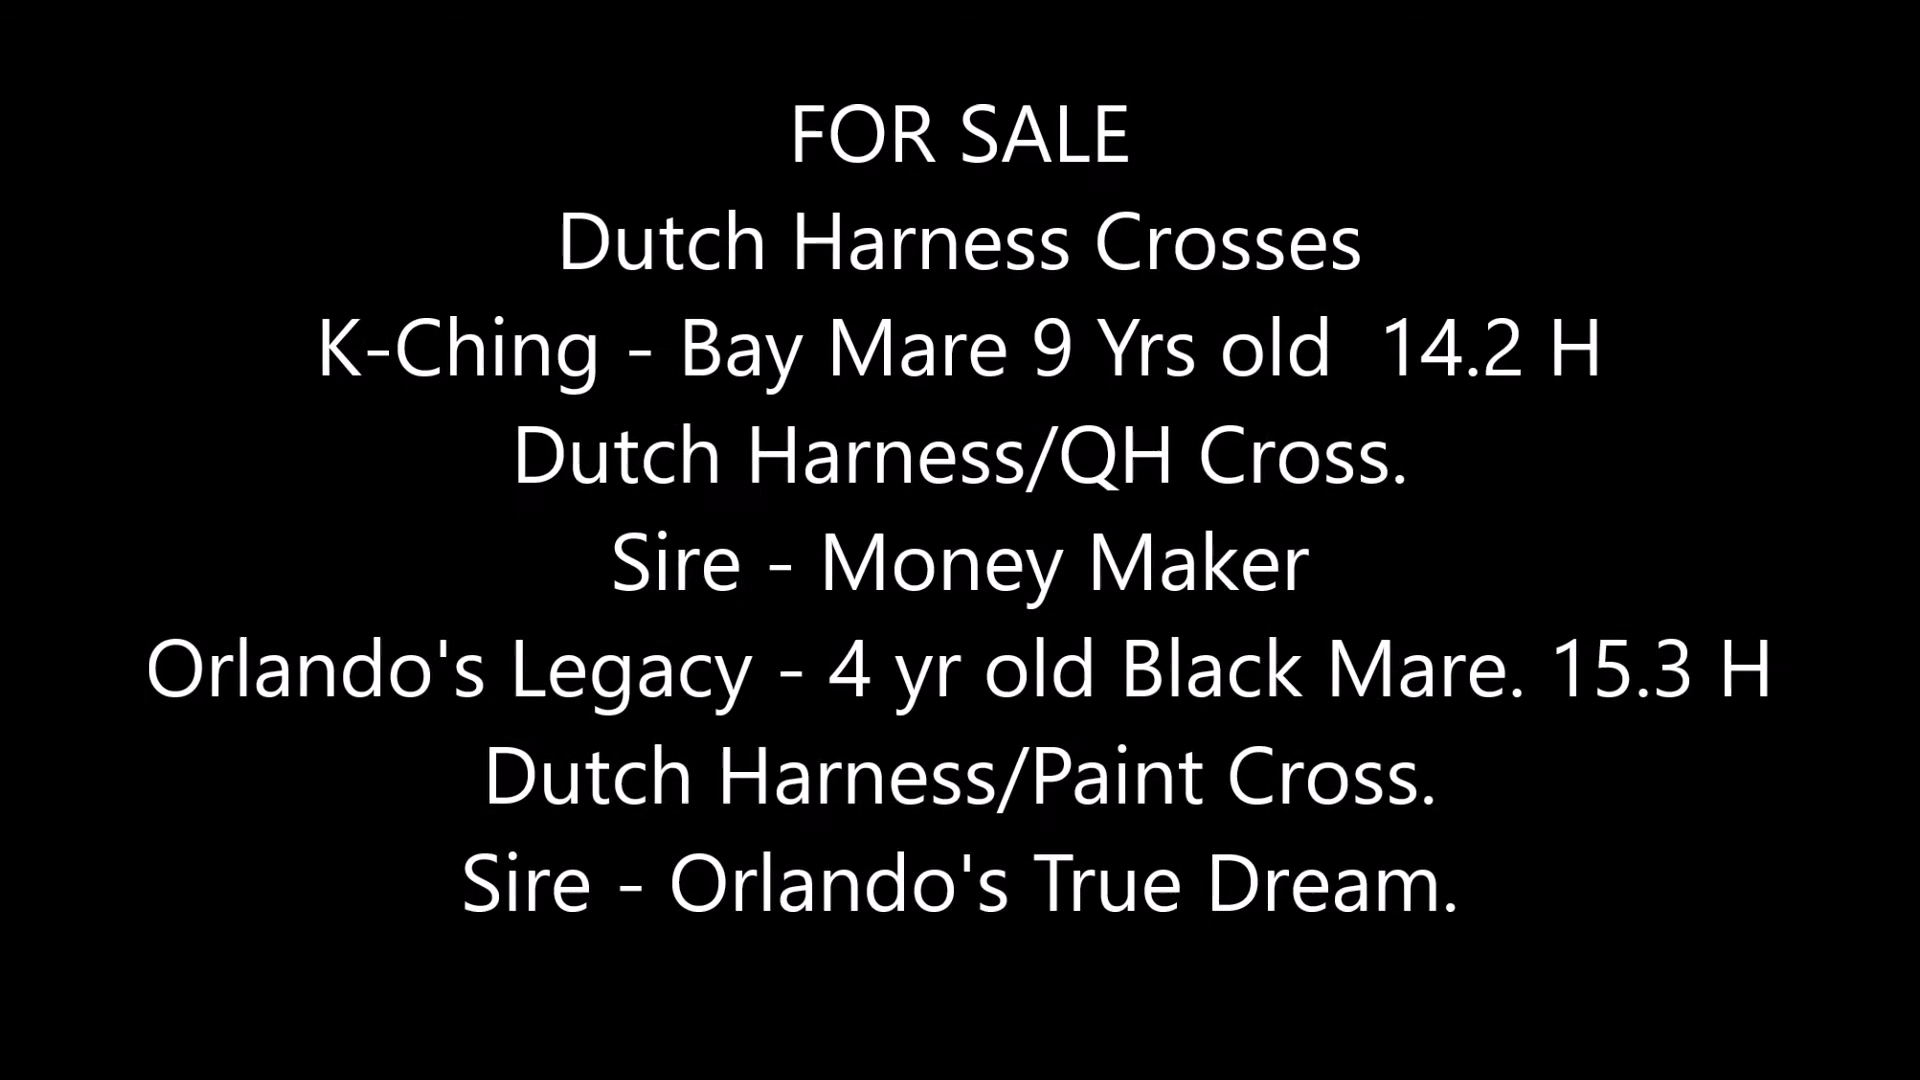 FOR SALE
Dutch Harness Crosses
K-Ching - Bay Mare 9 Yrs old  14.2 H
Dutch Harness/QH Cross.
Sire - Money Maker
Orlando's Legacy - 4 yr old Black Mare. 15.3 H
Dutch Harness/Paint Cross.
Sire - Orlando's True Dream.